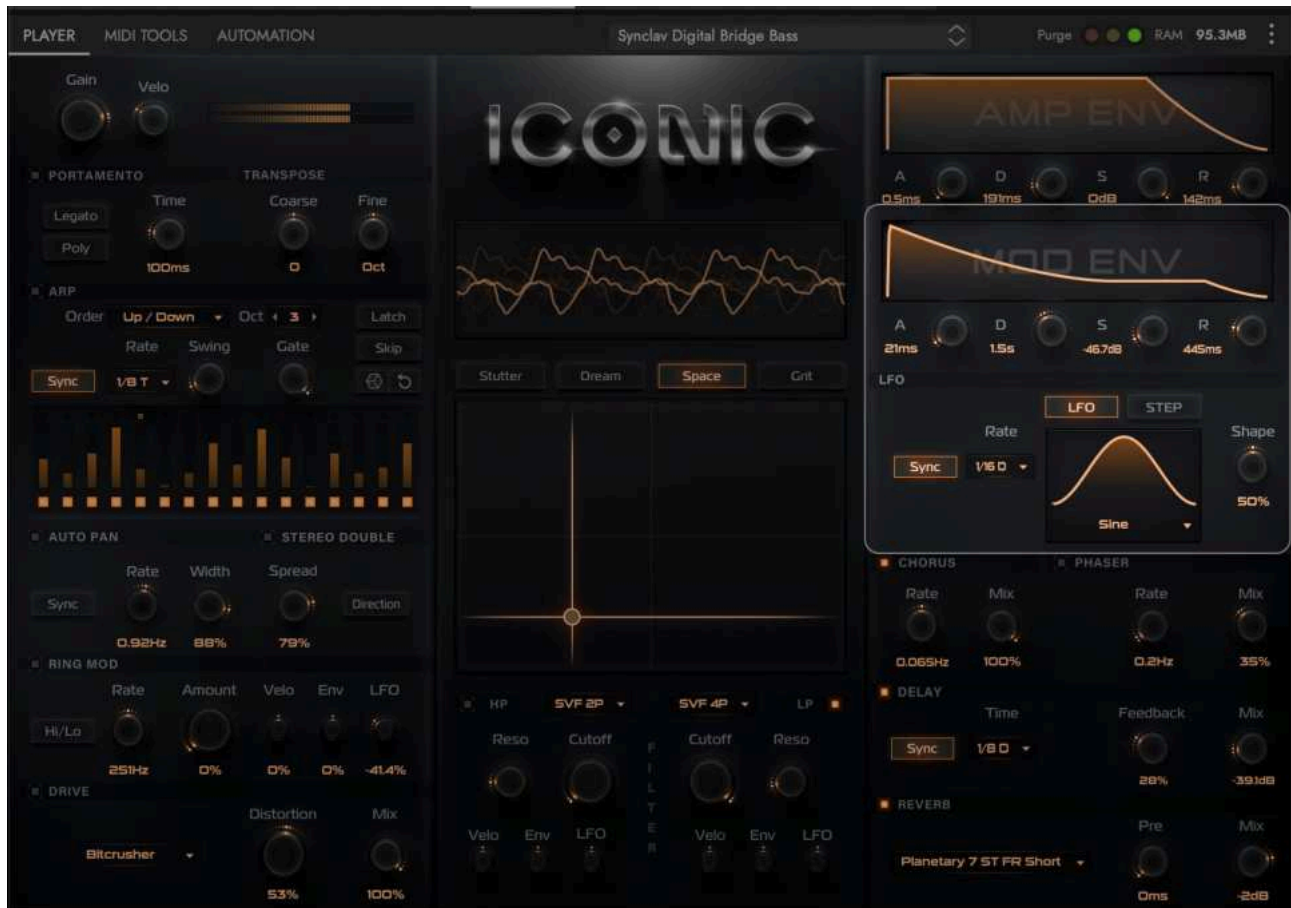 PLAYER MIDI TOOLS AUTOMATION Synclav Digital Bridge Bass Purge RAM 95.3MB
Gain Velo
PORTAMENTO TRANSPOSE
Legato Time Coarse Fine
Poly
100ms 0 Oct
ARP
Order Up / Down Oct 3 Latch
Rate Swing Gate Skip
Sync 1/8 T
AUTO PAN STEREO DOUBLE
Rate Width Spread
Sync Direction
0.92Hz 88% 79%
RING MOD
Rate Amount Velo Env LFO
Hi/Lo
251Hz 0% 0% 0% -41.4%
DRIVE
Distortion Mix
Bitcrusher
53% 100%
ICONIC
Stutter Dream Space Grit
HP SVF 2P SVF 4P LP
Reso Cutoff Cutoff Reso
FILTER
Velo Env LFO Velo Env LFO
AMP ENV
A D S R
0.5ms 191ms 0dB 142ms
MOD ENV
A D S R
21ms 1.5s -46.7dB 445ms
LFO
LFO STEP
Rate Shape
Sync 1/16 D
50%
Sine
CHORUS PHASER
Rate Mix Rate Mix
0.065Hz 100% 0.2Hz 35%
DELAY
Time Feedback Mix
Sync 1/8 D
28% -39.1dB
REVERB
Pre Mix
Planetary 7 ST FR Short
0ms -2dB